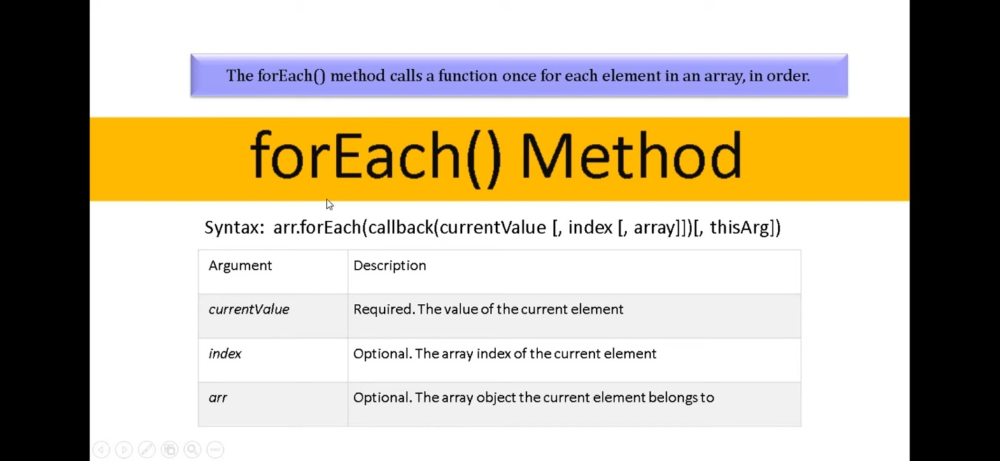 The forEach() method calls a function once for each element in an array, in order.
forEach() Method
Syntax: arr.forEach(callback(currentValue [, index [, array]])[, thisArg])
Argument Description
currentValue Required. The value of the current element
index Optional. The array index of the current element
arr Optional. The array object the current element belongs to